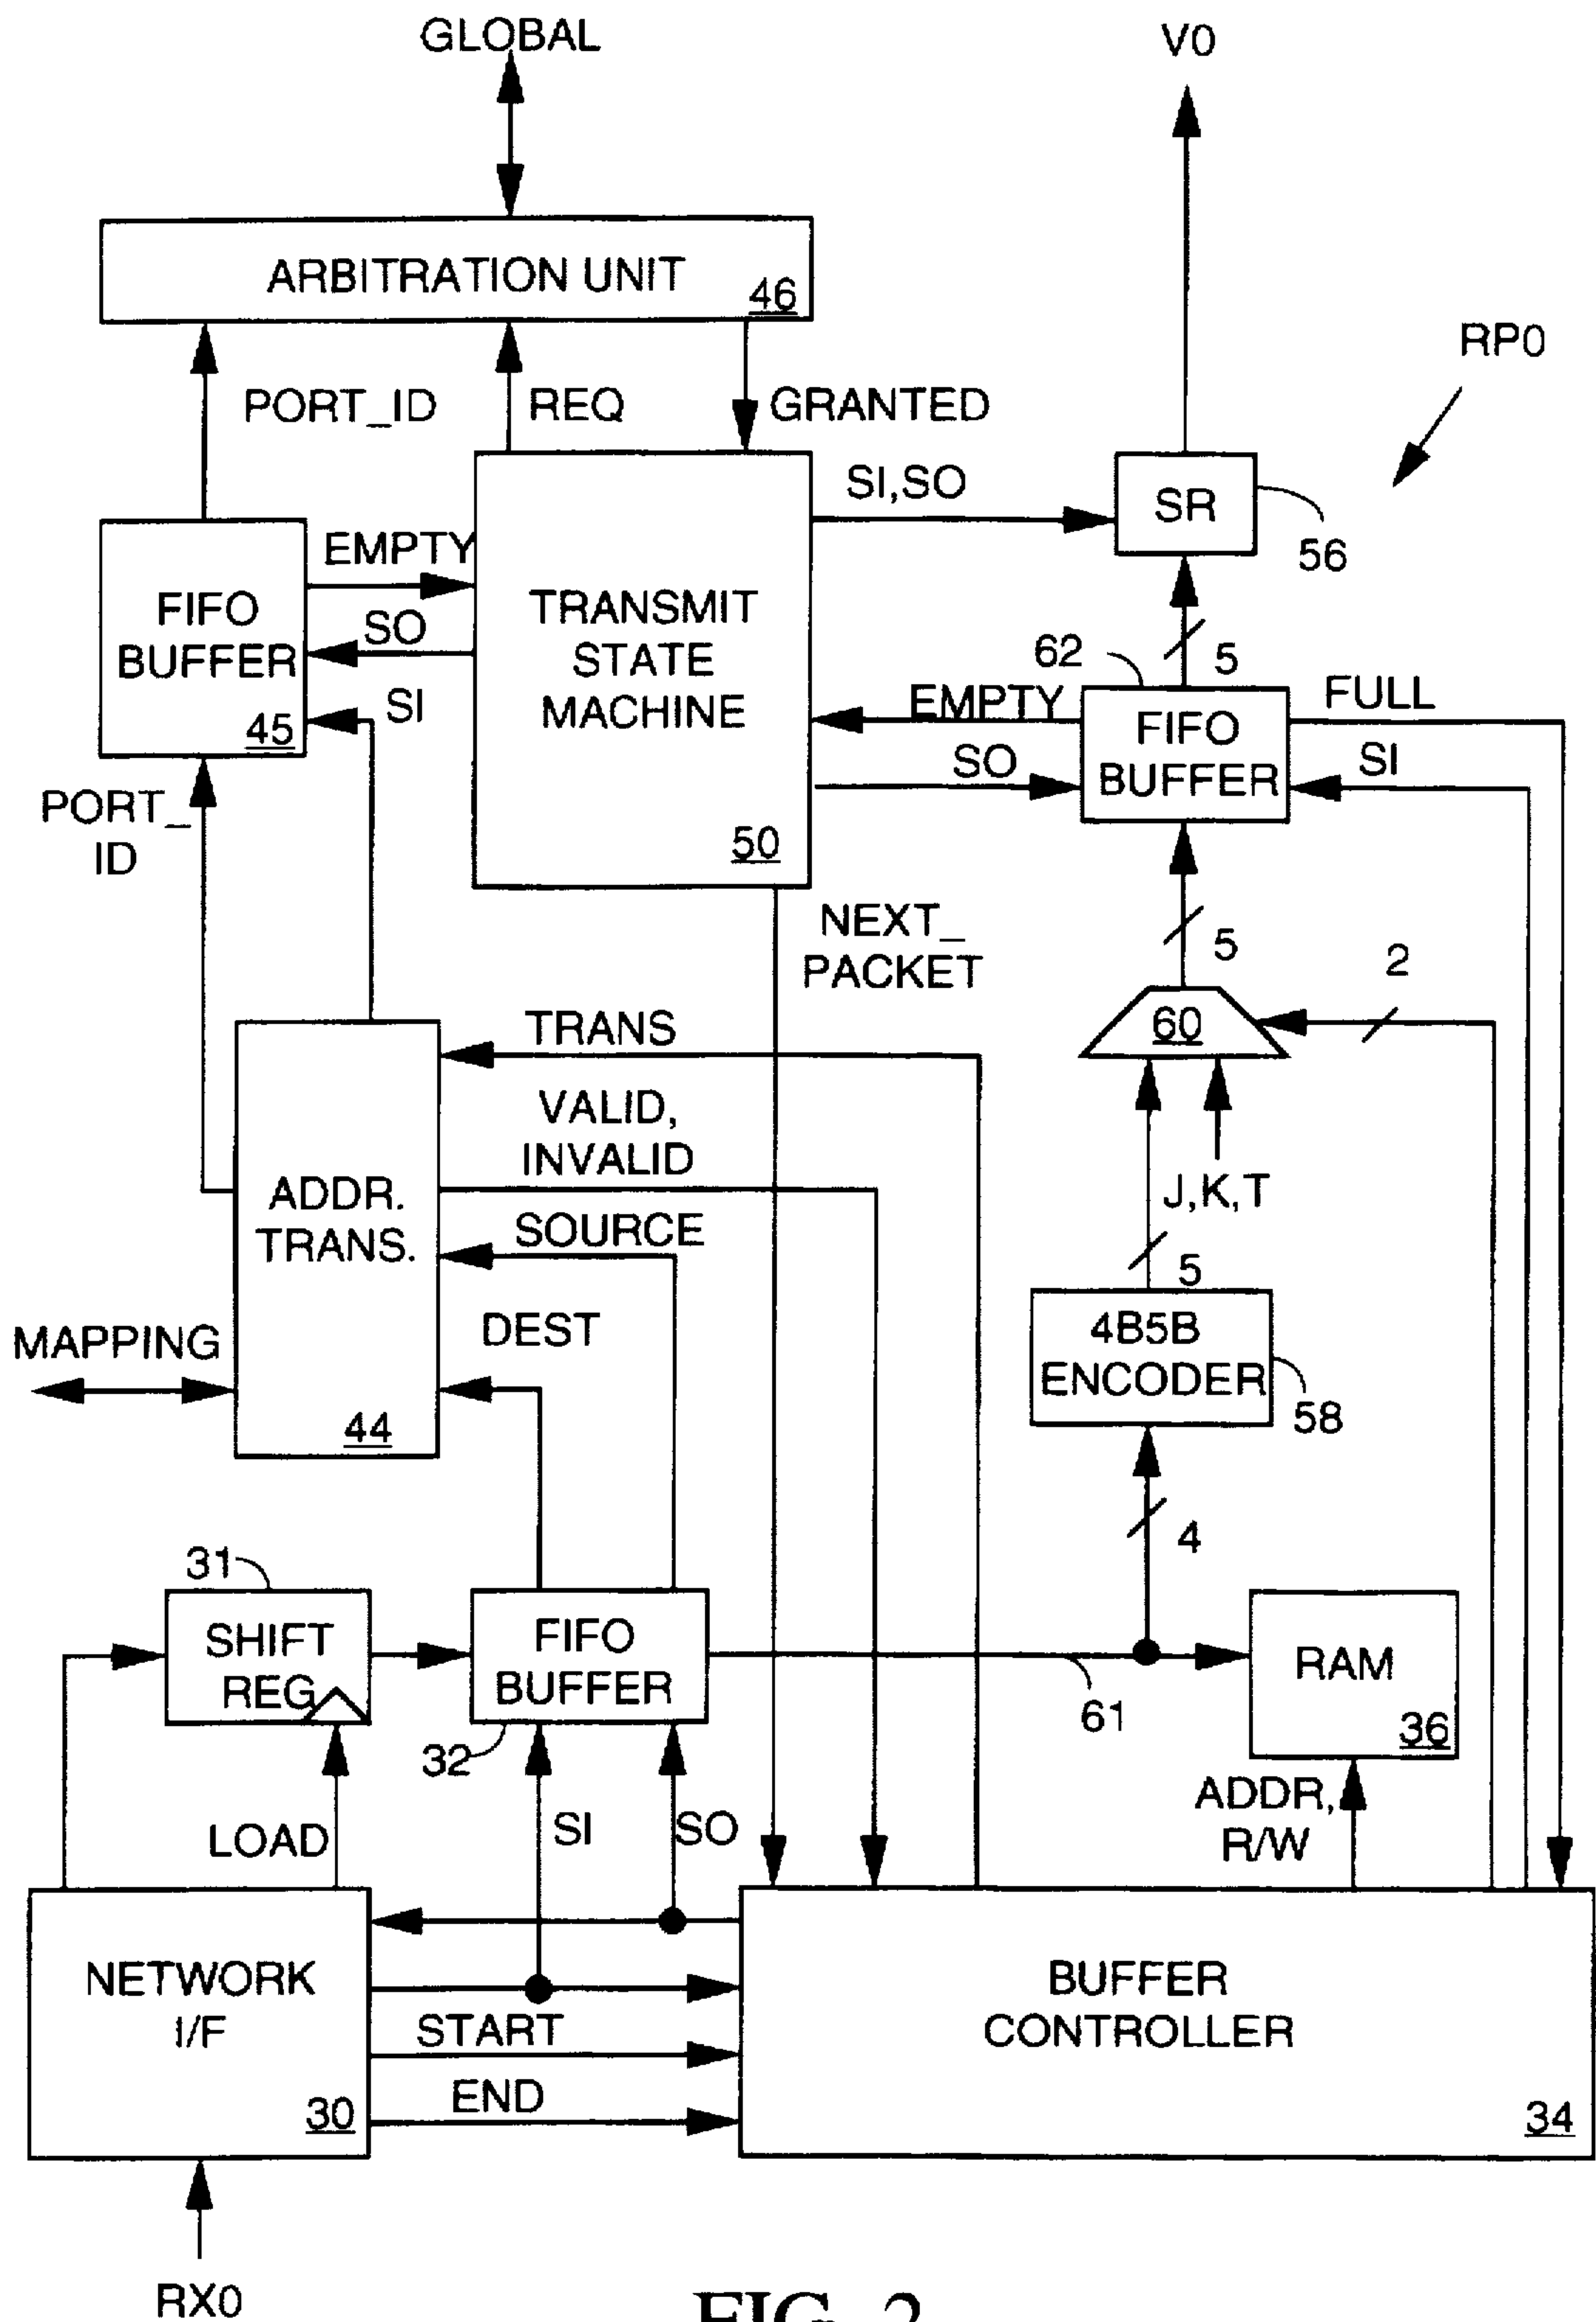 GLOBAL
V0
ARBITRATION UNIT
46
RP0
PORT_ID
REQ
GRANTED
SI,SO
SR
56
EMPTY
FIFO
BUFFER
45
SO
SI
TRANSMIT
STATE
MACHINE
50
62
5
EMPTY
FULL
FIFO
BUFFER
SO
SI
PORT_
ID
NEXT_
PACKET
5
2
60
TRANS
VALID,
INVALID
J,K,T
ADDR.
TRANS.
44
SOURCE
5
MAPPING
DEST
4B5B
ENCODER
58
4
31
SHIFT
REG
FIFO
BUFFER
32
61
RAM
36
LOAD
SI
SO
ADDR,
R/W
NETWORK
I/F
30
START
END
BUFFER
CONTROLLER
34
RX0
FIG. 2